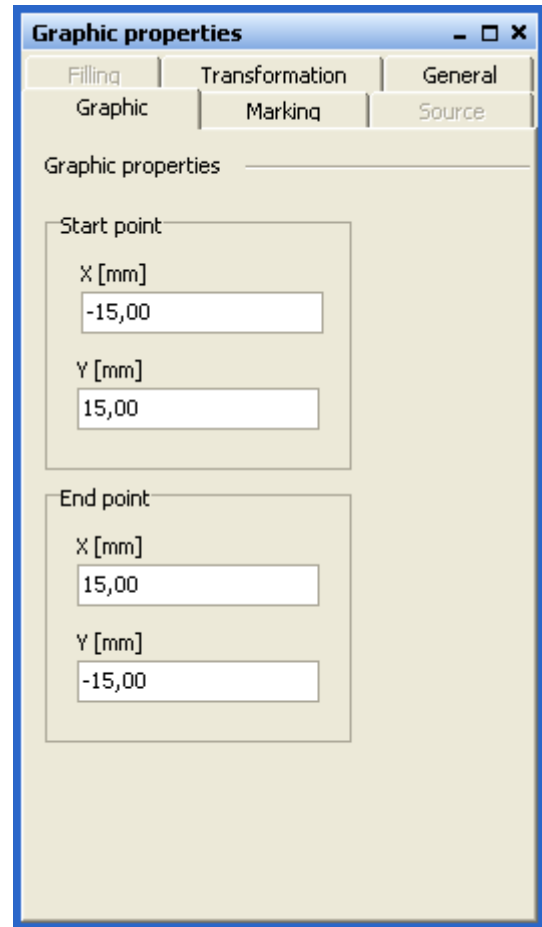 Graphic properties
Filling Transformation General
Graphic Marking Source
Graphic properties
Start point
X [mm]
-15,00
Y [mm]
15,00
End point
X [mm]
15,00
Y [mm]
-15,00